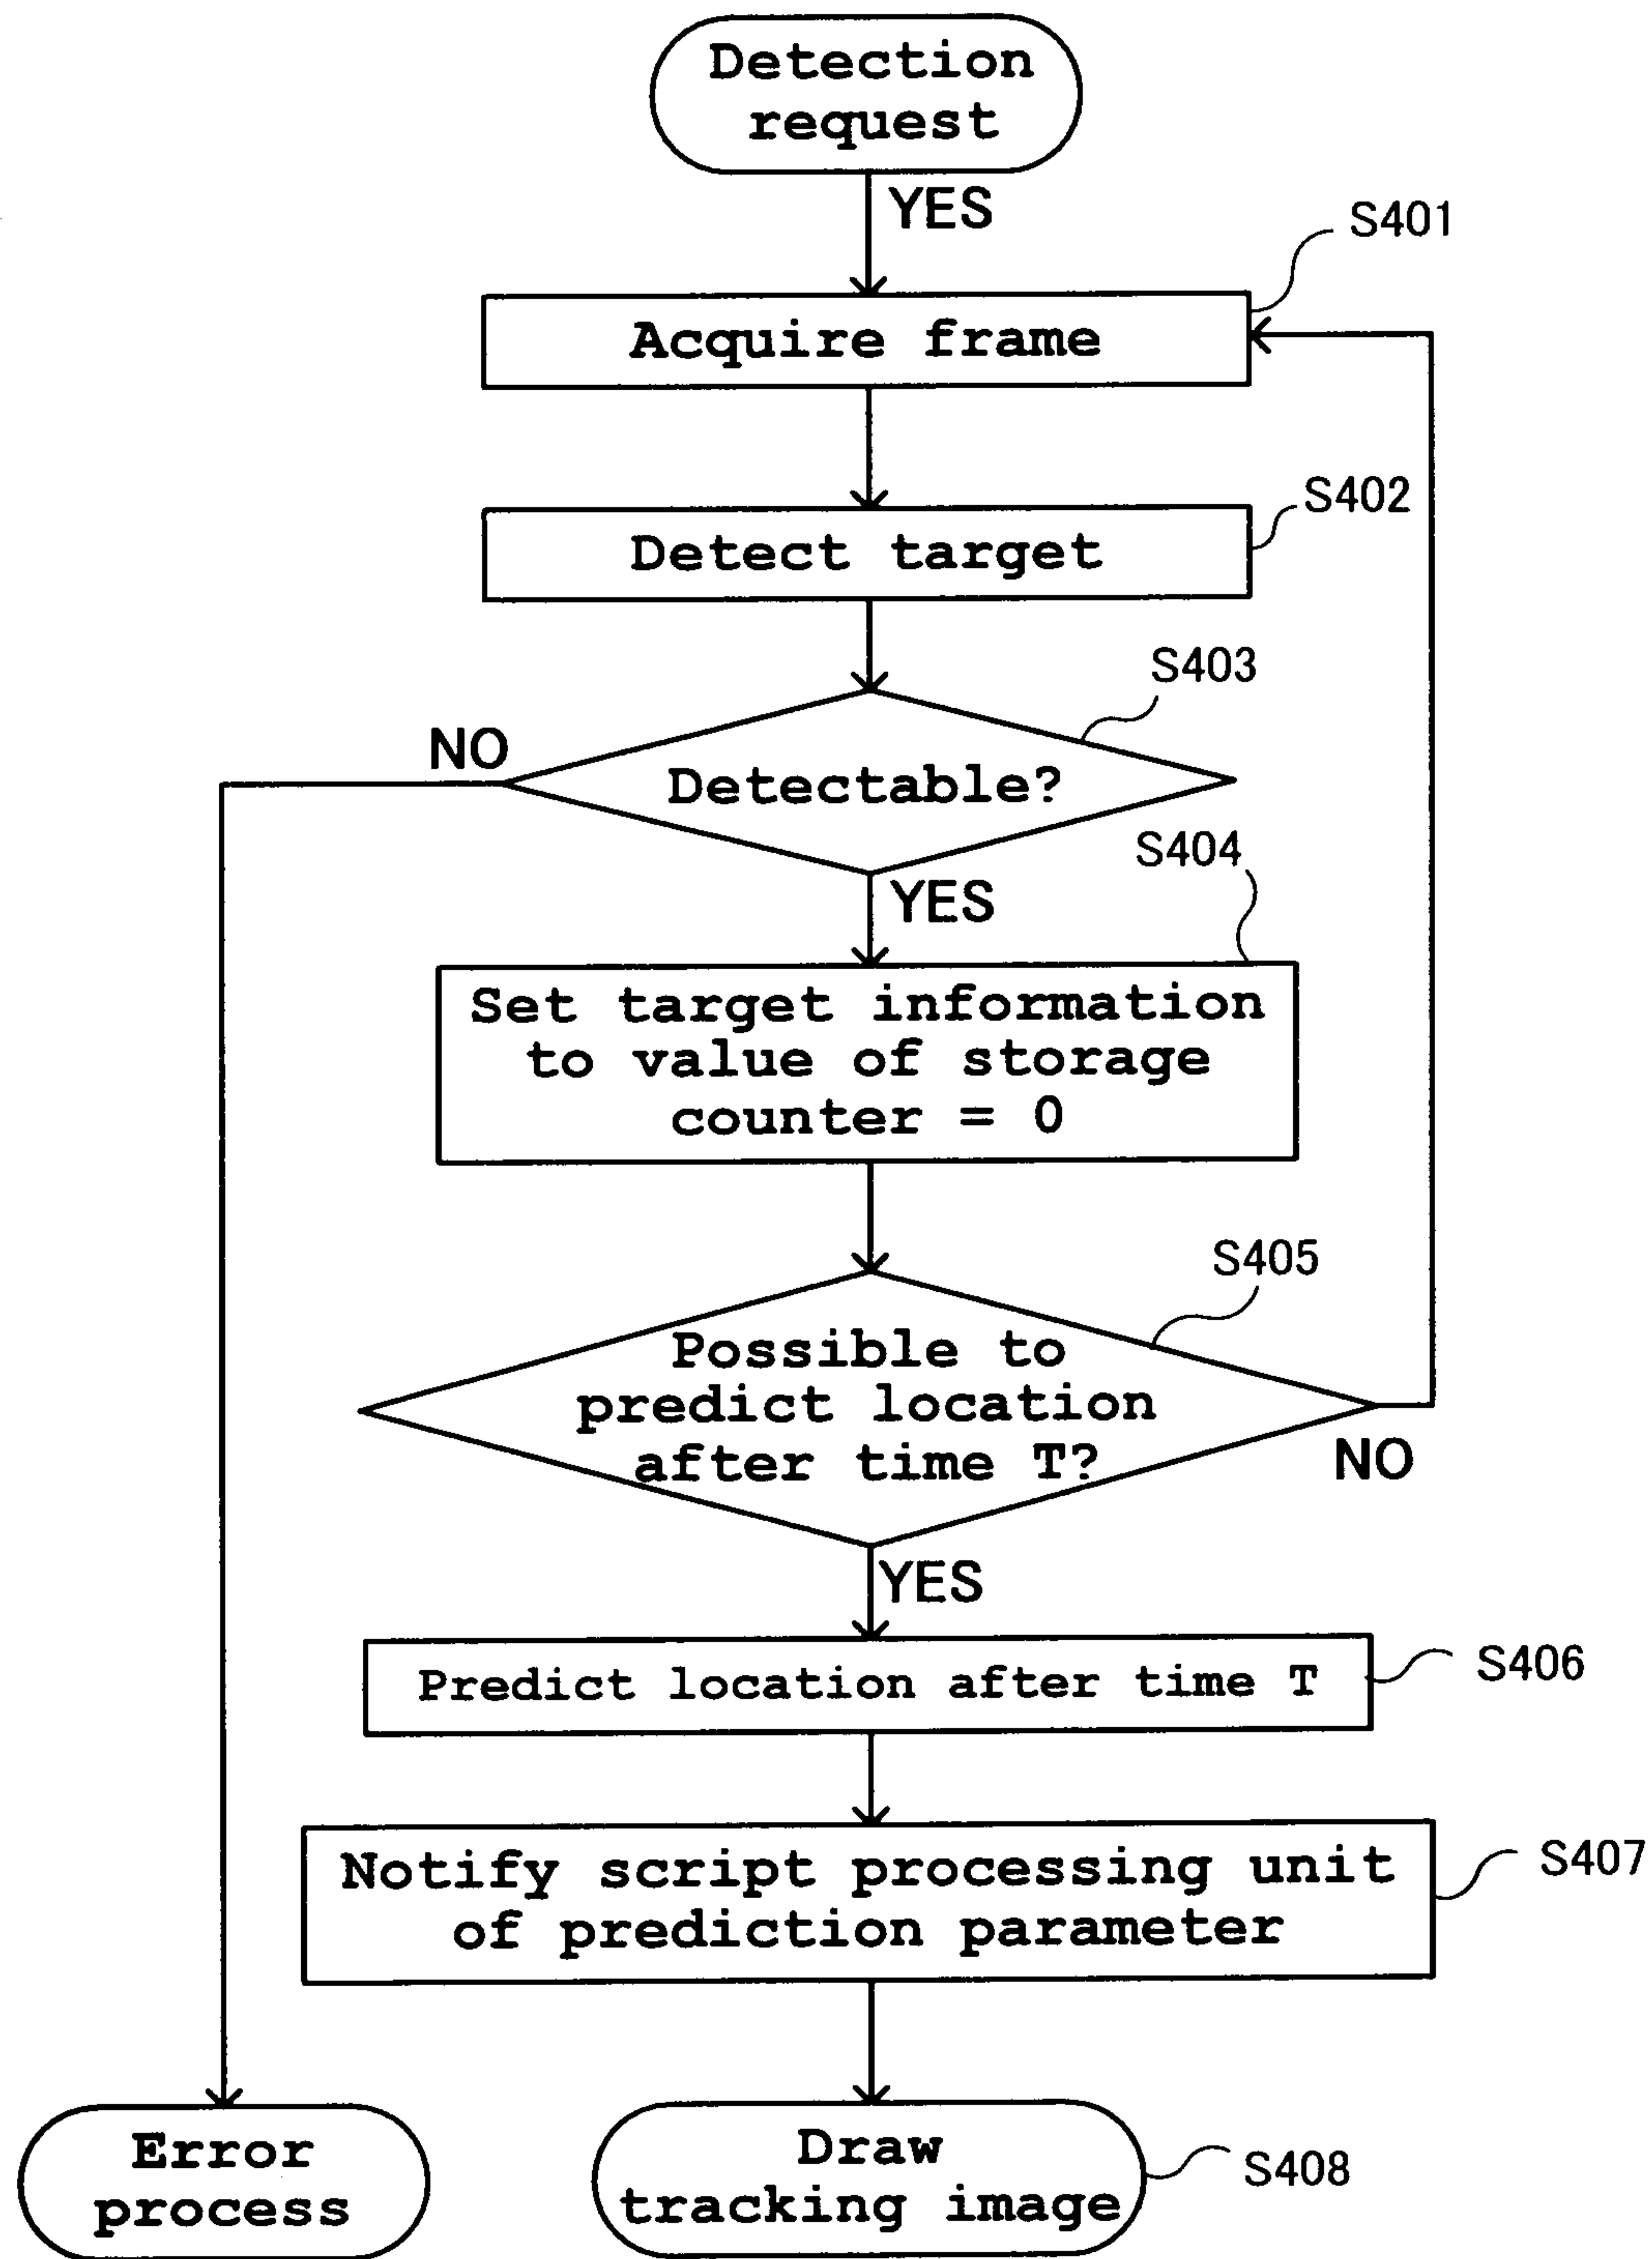 Detection
request
YES
S401
Acquire frame
S402
Detect target
S403
NO
Detectable?
S404
YES
Set target information
to value of storage
counter = 0
S405
Possible to
predict location
after time T?
NO
YES
Predict location after time T
S406
Notify script processing unit
of prediction parameter
S407
Error
process
Draw
tracking image
S408